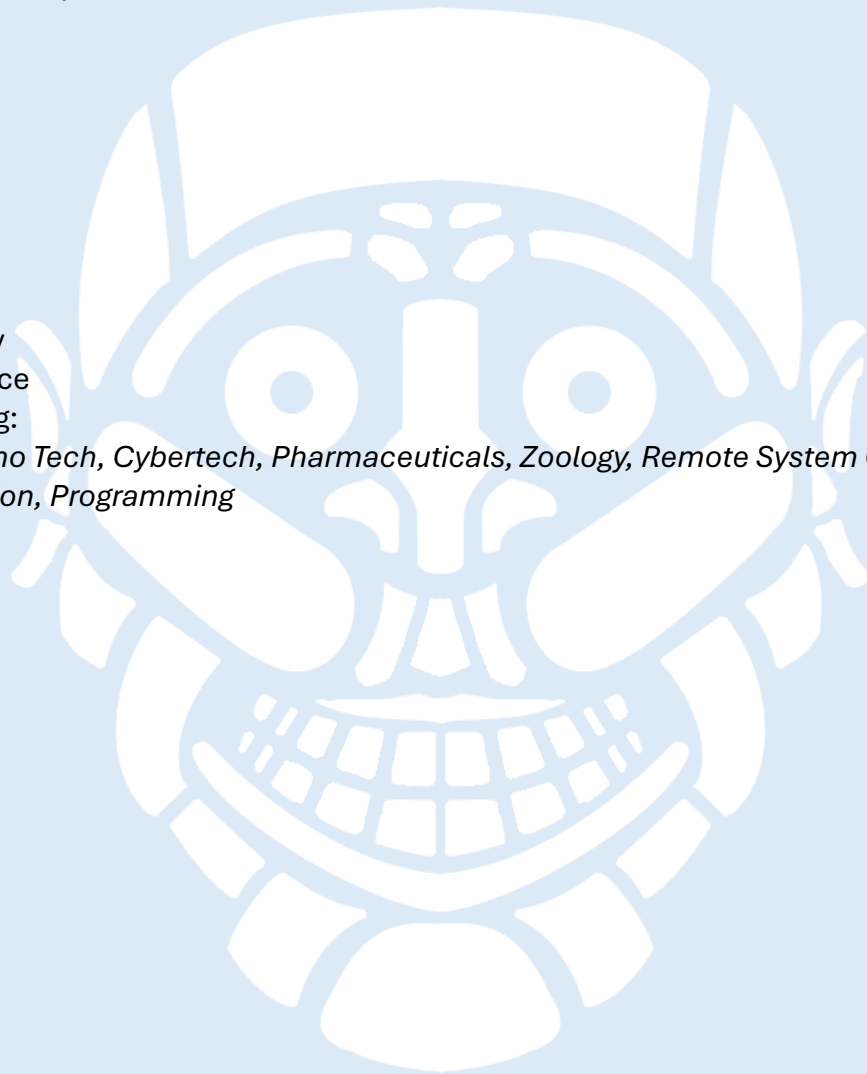 ce
g:
no Tech, Cybertech, Pharmaceuticals, Zoology, Remote System
on, Programming